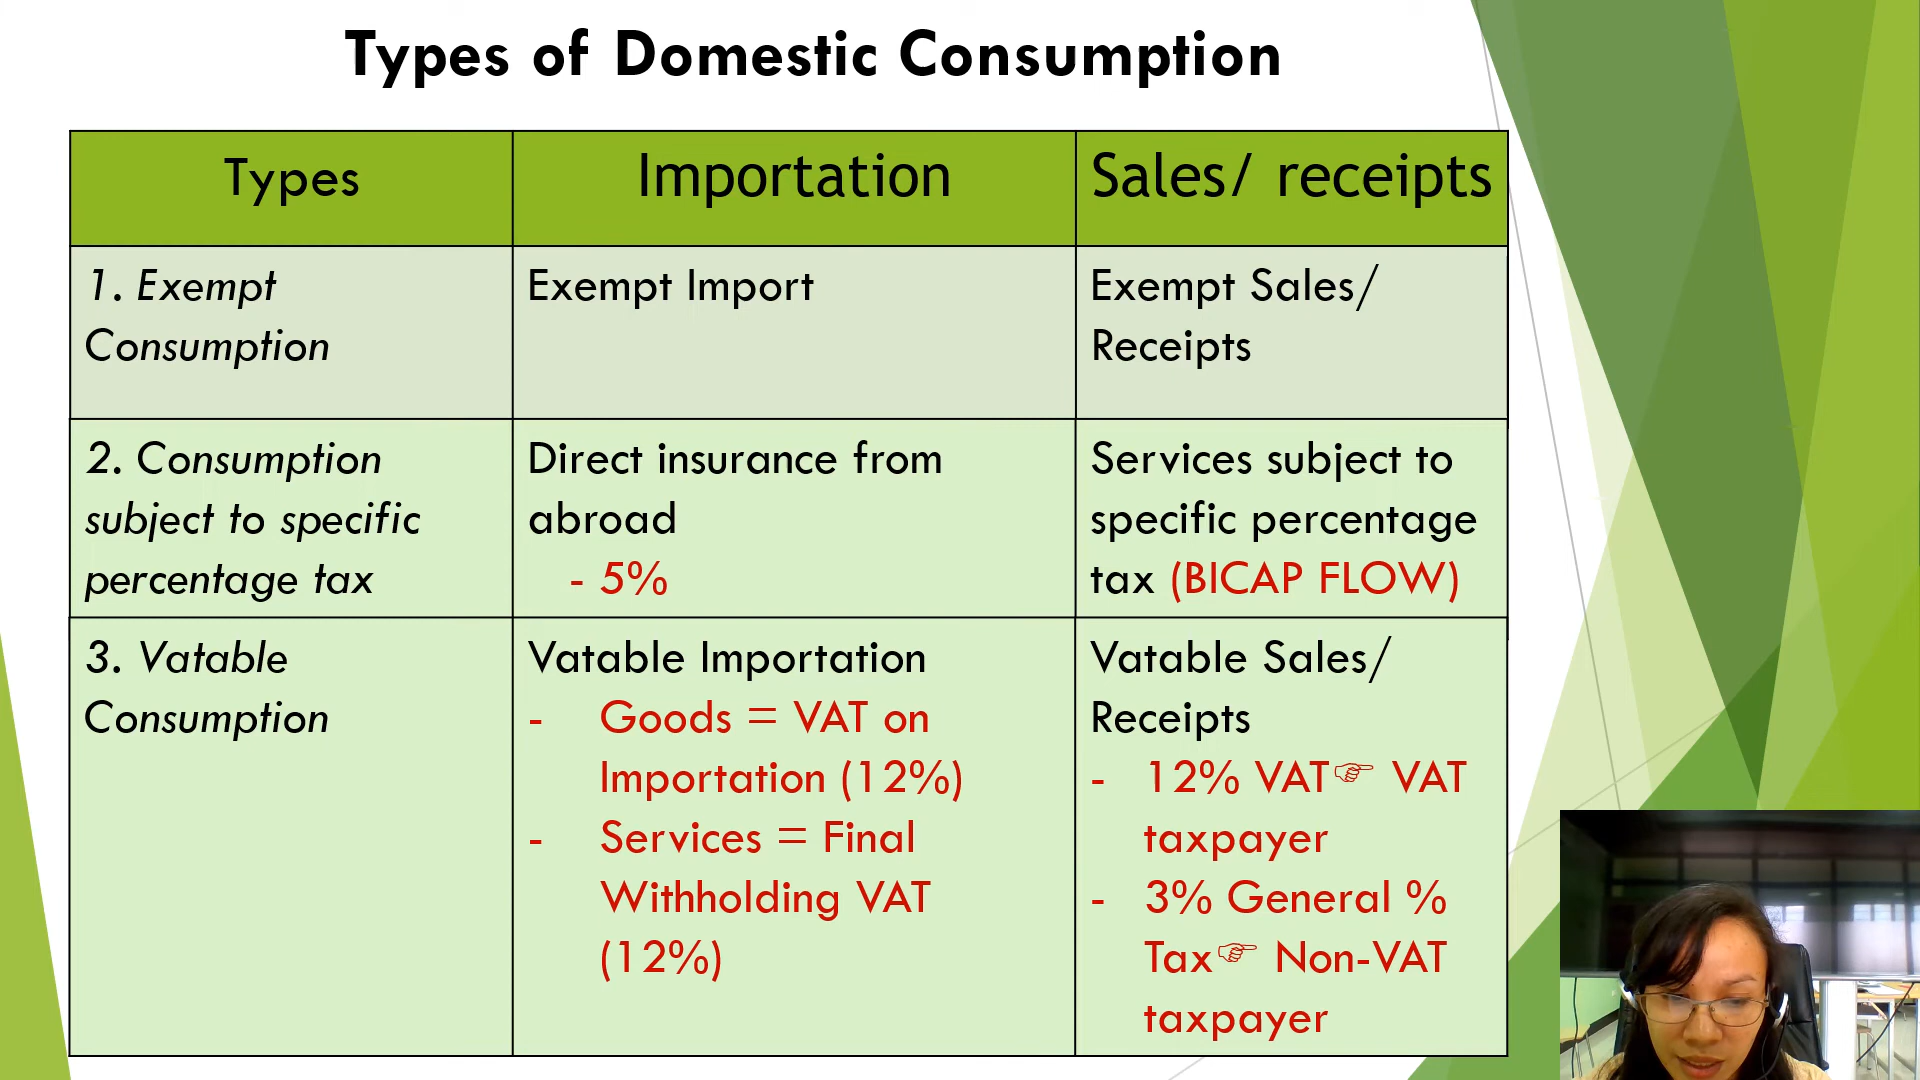 Types of Domestic Consumption
Types
Importation
Sales/ receipts
1. Exempt
Consumption
Exempt Import
Exempt Sales/
Receipts
2. Consumption
subject to specific
percentage tax
Direct insurance from
abroad
- 5%
Services subject to
specific percentage
tax (BICAP FLOW)
3. Vatable
Consumption
Vatable Importation
- Goods = VAT on
Importation (12%)
- Services = Final
Withholding VAT
(12%)
Vatable Sales/
Receipts
- 12% VAT☞ VAT
taxpayer
- 3% General %
Tax☞ Non-VAT
taxpayer